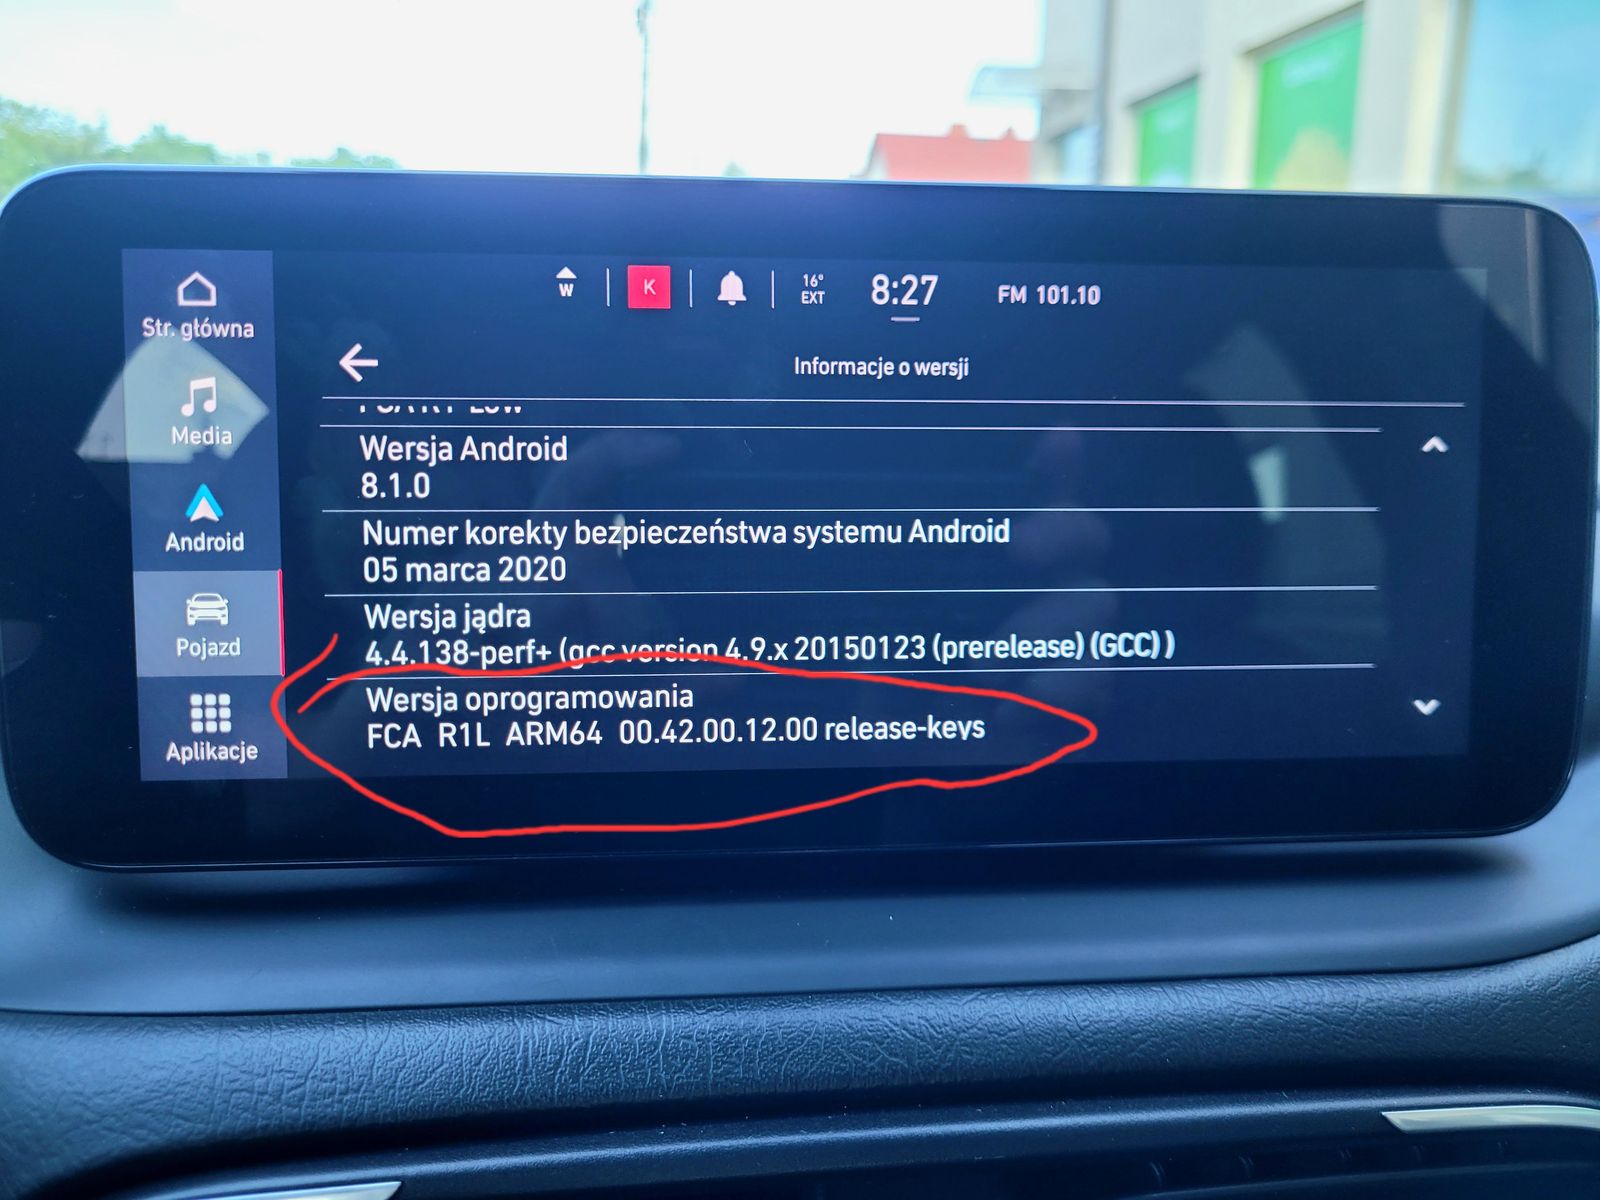 W
K
16°
EXT
8:27
FM 101.10
Str. główna
Media
Android
Pojazd
Aplikacje
Informacje o wersji
Wersja Android
8.1.0
Numer korekty bezpieczeństwa systemu Android
05 marca 2020
Wersja jądra
4.4.138-perf+ (gcc version 4.9.x 20150123 (prerelease) (GCC) )
Wersja oprogramowania
FCA R1L ARM64 00.42.00.12.00 release-keys